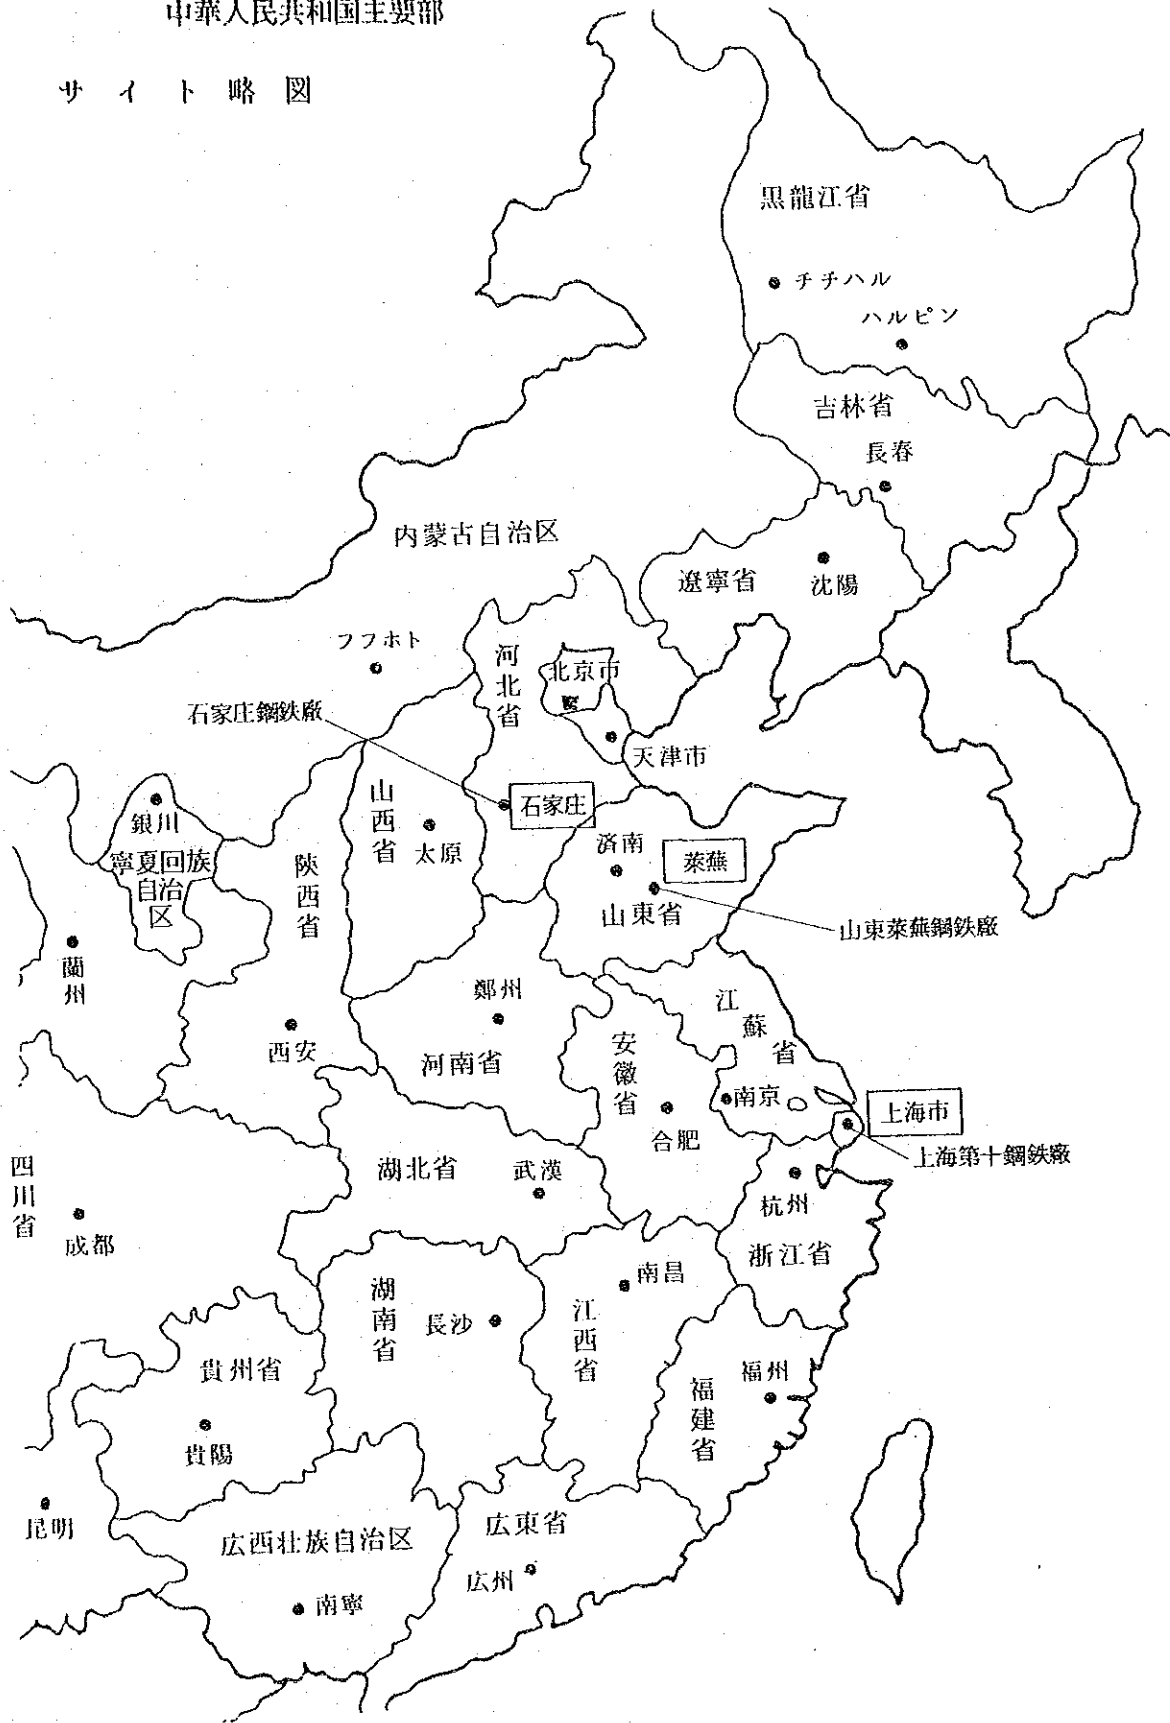 中華人民共和国主要部
サイト略図
黒龍江省
チチハル
ハルピン
吉林省
長春
内蒙古自治区
遼寧省
沈陽
フフホト
河北省
北京市
石家庄鋼鉄廠
天津市
石家庄
山西省
太原
銀川
寧夏回族
自治
区
陝西省
済南
萊蕪
山東省
山東萊蕪鋼鉄廠
蘭州
鄭州
河南省
西安
江蘇省
安徽省
南京
合肥
上海市
上海第十鋼鉄廠
四川省
成都
湖北省
武漢
杭州
浙江省
湖南省
長沙
南昌
江西省
貴州省
貴陽
福州
福建省
昆明
広西壮族自治区
南寧
広東省
広州